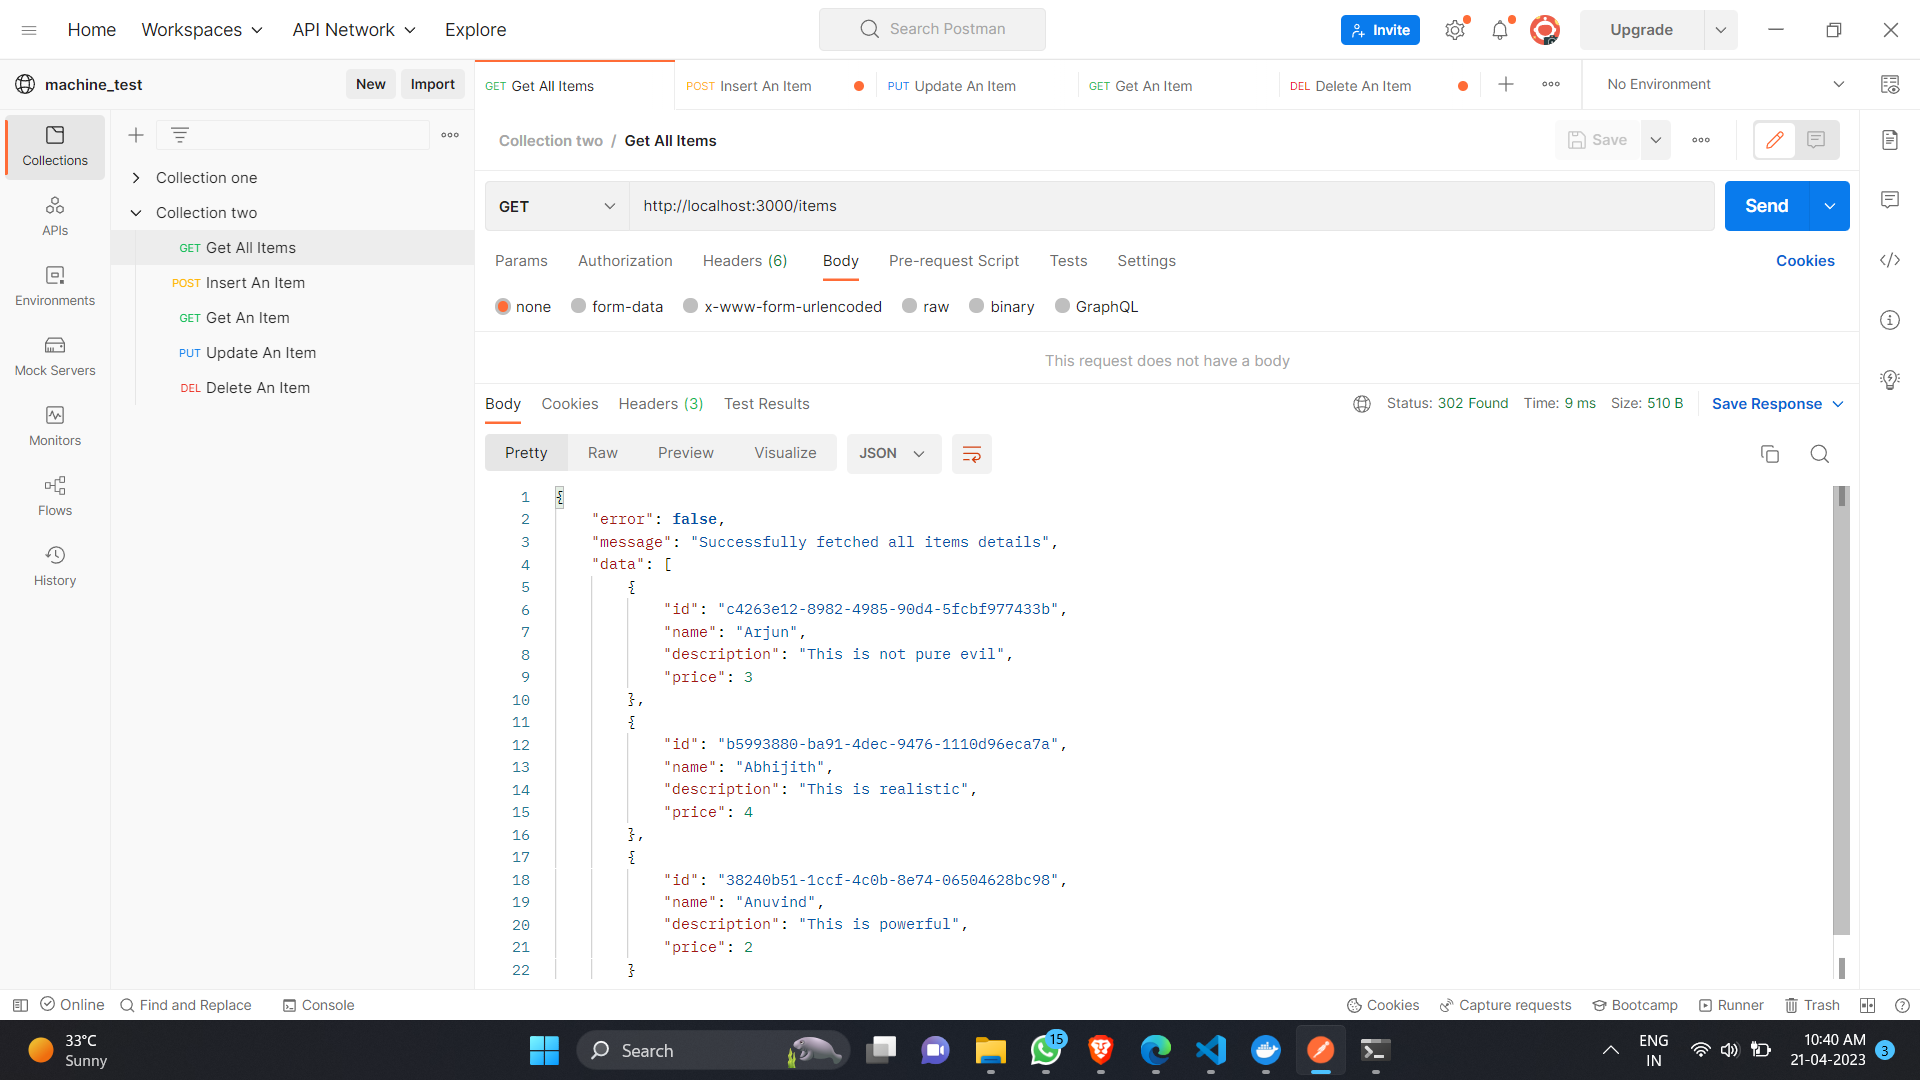 Home Workspaces API Network Explore Search Postman Invite Upgrade
machine_test New Import GET Get All Items POST Insert An Item PUT Update An Item GET Get An Item DEL Delete An Item No Environment
Collections
APIs
Environments
Mock Servers
Monitors
Flows
History
Collection one
Collection two
GET Get All Items
POST Insert An Item
GET Get An Item
PUT Update An Item
DEL Delete An Item
Collection two / Get All Items Save
GET http://localhost:3000/items Send
Params Authorization Headers (6) Body Pre-request Script Tests Settings Cookies
none form-data x-www-form-urlencoded raw binary GraphQL
This request does not have a body
Body Cookies Headers (3) Test Results Status: 302 Found Time: 9 ms Size: 510 B Save Response
Pretty Raw Preview Visualize JSON
1 {
2 "error": false,
3 "message": "Successfully fetched all items details",
4 "data": [
5 {
6 "id": "c4263e12-8982-4985-90d4-5fcbf977433b",
7 "name": "Arjun",
8 "description": "This is not pure evil",
9 "price": 3
10 },
11 {
12 "id": "b5993880-ba91-4dec-9476-1110d96eca7a",
13 "name": "Abhijith",
14 "description": "This is realistic",
15 "price": 4
16 },
17 {
18 "id": "38240b51-1ccf-4c0b-8e74-06504628bc98",
19 "name": "Anuvind",
20 "description": "This is powerful",
21 "price": 2
22 }
Online Find and Replace Console Cookies Capture requests Bootcamp Runner Trash
33°C
Sunny
Search
15
ENG
IN
10:40 AM
21-04-2023
3